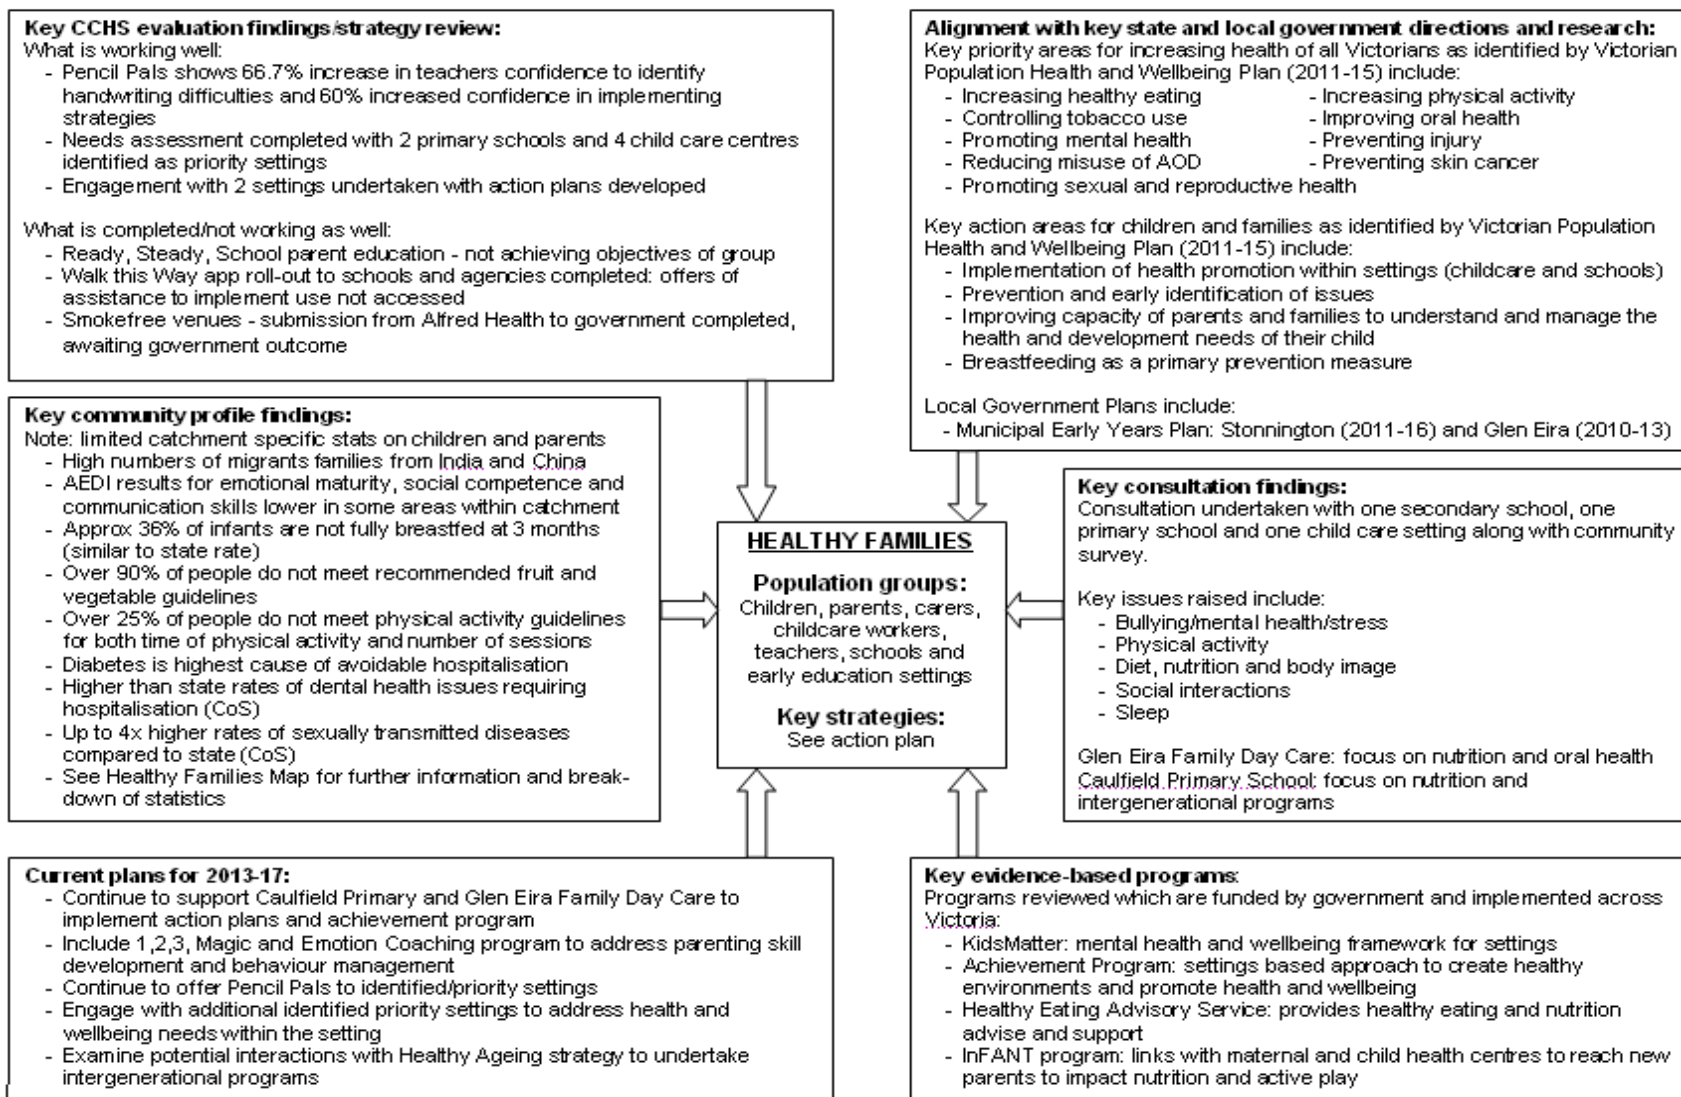 Key CCHS evaluation findings/strategy review:
What is working well:
- Pencil Pals shows 66.7% increase in teachers confidence to identify
handwriting difficulties and 60% increased confidence in implementing
strategies
- Needs assessment completed with 2 primary schools and 4 child care centres
identified as priority settings
- Engagement with 2 settings undertaken with action plans developed
What is completed/not working as well:
- Ready, Steady, School parent education - not achieving objectives of group
- Walk this Way app roll-out to schools and agencies completed: offers of
assistance to implement use not accessed
- Smokefree venues - submission from Alfred Health to government completed,
awaiting government outcome
Alignment with key state and local government directions and research:
Key priority areas for increasing health of all Victorians as identified by Victorian
Population Health and Wellbeing Plan (2011-15) include:
- Increasing healthy eating - Increasing physical activity
- Controlling tobacco use - Improving oral health
- Promoting mental health - Preventing injury
- Reducing misuse of AOD - Preventing skin cancer
- Promoting sexual and reproductive health
Key action areas for children and families as identified by Victorian Population
Health and Wellbeing Plan (2011-15) include:
- Implementation of health promotion within settings (childcare and schools)
- Prevention and early identification of issues
- Improving capacity of parents and families to understand and manage the
health and development needs of their child
- Breastfeeding as a primary prevention measure
Local Government Plans include:
- Municipal Early Years Plan: Stonnington (2011-16) and Glen Eira (2010-13)
Key community profile findings:
Note: limited catchment specific stats on children and parents
- High numbers of migrants families from India and China
- AEDI results for emotional maturity, social competence and
communication skills lower in some areas within catchment
- Approx 36% of infants are not fully breastfed at 3 months
(similar to state rate)
- Over 90% of people do not meet recommended fruit and
vegetable guidelines
- Over 25% of people do not meet physical activity guidelines
for both time of physical activity and number of sessions
- Diabetes is highest cause of avoidable hospitalisation
- Higher than state rates of dental health issues requiring
hospitalisation (CoS)
- Up to 4x higher rates of sexually transmitted diseases
compared to state (CoS)
- See Healthy Families Map for further information and break-
down of statistics
HEALTHY FAMILIES
Population groups:
Children, parents, carers,
childcare workers,
teachers, schools and
early education settings
Key strategies:
See action plan
Key consultation findings:
Consultation undertaken with one secondary school, one
primary school and one child care setting along with community
survey.
Key issues raised include:
- Bullying/mental health/stress
- Physical activity
- Diet, nutrition and body image
- Social interactions
- Sleep
Glen Eira Family Day Care: focus on nutrition and oral health
Caulfield Primary School: focus on nutrition and
intergenerational programs
Current plans for 2013-17:
- Continue to support Caulfield Primary and Glen Eira Family Day Care to
implement action plans and achievement program
- Include 1,2,3, Magic and Emotion Coaching program to address parenting skill
development and behaviour management
- Continue to offer Pencil Pals to identified/priority settings
- Engage with additional identified priority settings to address health and
wellbeing needs within the setting
- Examine potential interactions with Healthy Ageing strategy to undertake
intergenerational programs
Key evidence-based programs:
Programs reviewed which are funded by government and implemented across
Victoria:
- KidsMatter: mental health and wellbeing framework for settings
- Achievement Program: settings based approach to create healthy
environments and promote health and wellbeing
- Healthy Eating Advisory Service: provides healthy eating and nutrition
advise and support
- InFANT program: links with maternal and child health centres to reach new
parents to impact nutrition and active play